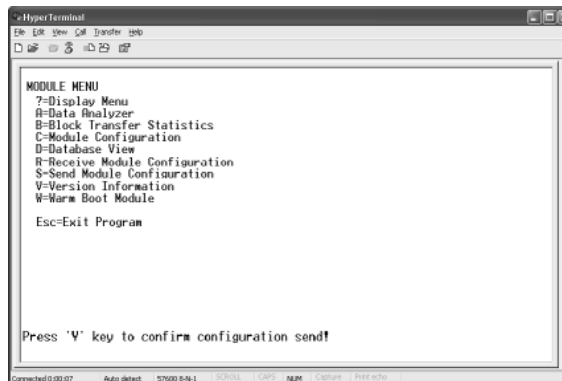 HyperTerminal
File Edit View Call Transfer Help
MODULE MENU
?=Display Menu
A=Data Analyzer
B=Block Transfer Statistics
C=Module Configuration
D=Database View
R=Receive Module Configuration
S=Send Module Configuration
V=Version Information
W=Warm Boot Module
Esc=Exit Program
Press 'Y' key to confirm configuration send!
Connected 0:00:07 Auto detect 57600 8-N-1 SCROLL CAPS NUM Capture Print echo